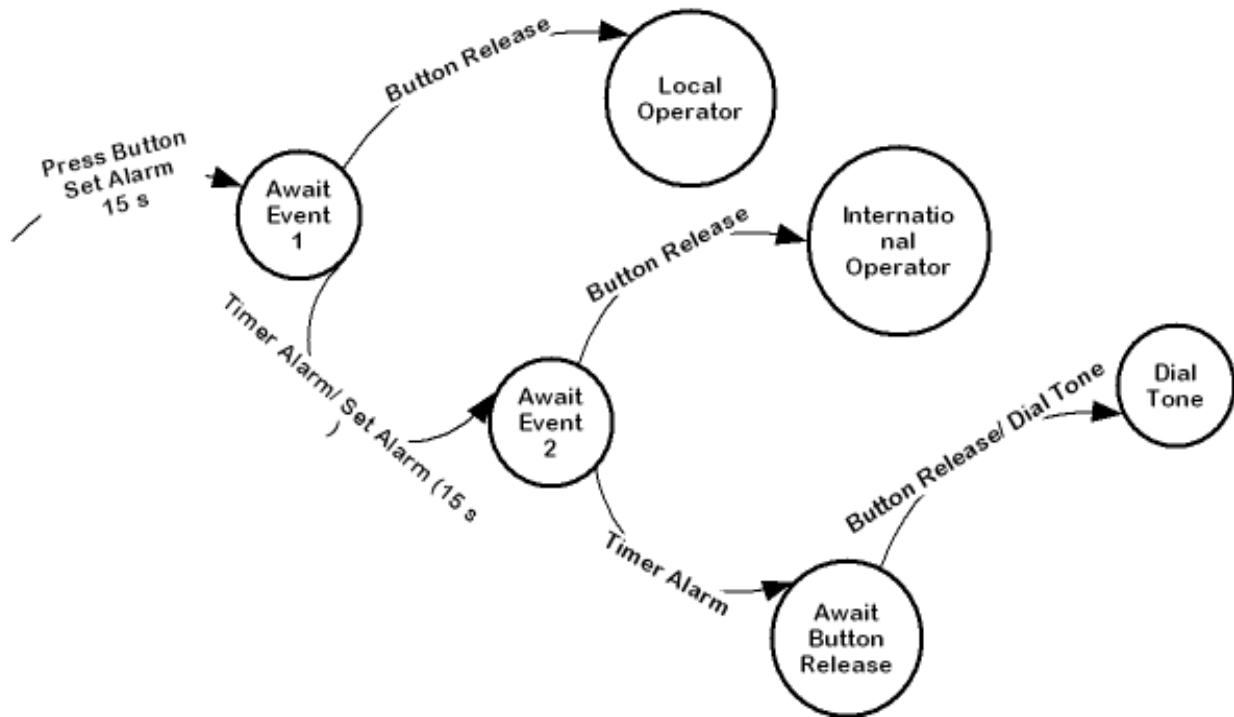 Button Release
Local
Operator
Press Button
Set Alarm
15 s
Await
Event
1
Button Release
Internatio
nal
Operator
Timer Alarm/ Set Alarm (15 s
)
Await
Event
2
Button Release/ Dial Tone
Dial
Tone
Timer Alarm
Await
Button
Release